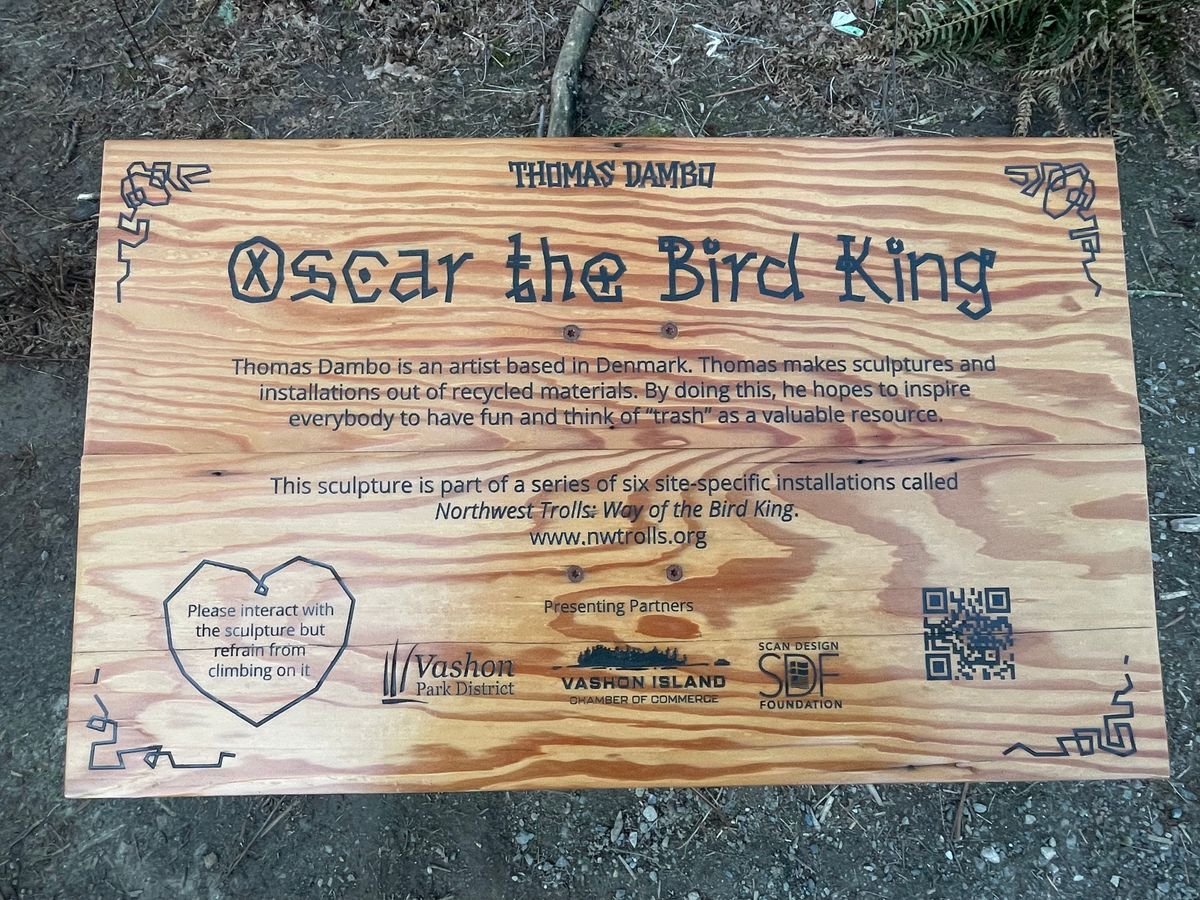 THOMAS DAMBO
Oscar the Bird King
Thomas Dambo is an artist based in Denmark. Thomas makes sculptures and
installations out of recycled materials. By doing this, he hopes to inspire
everybody to have fun and think of “trash” as a valuable resource.
This sculpture is part of a series of six site-specific installations called
Northwest Trolls: Way of the Bird King.
www.nwtrolls.org
Please interact with
the sculpture but
refrain from
climbing on it
Presenting Partners
Vashon
Park District
VASHON ISLAND
CHAMBER OF COMMERCE
SCAN DESIGN
SDF
FOUNDATION